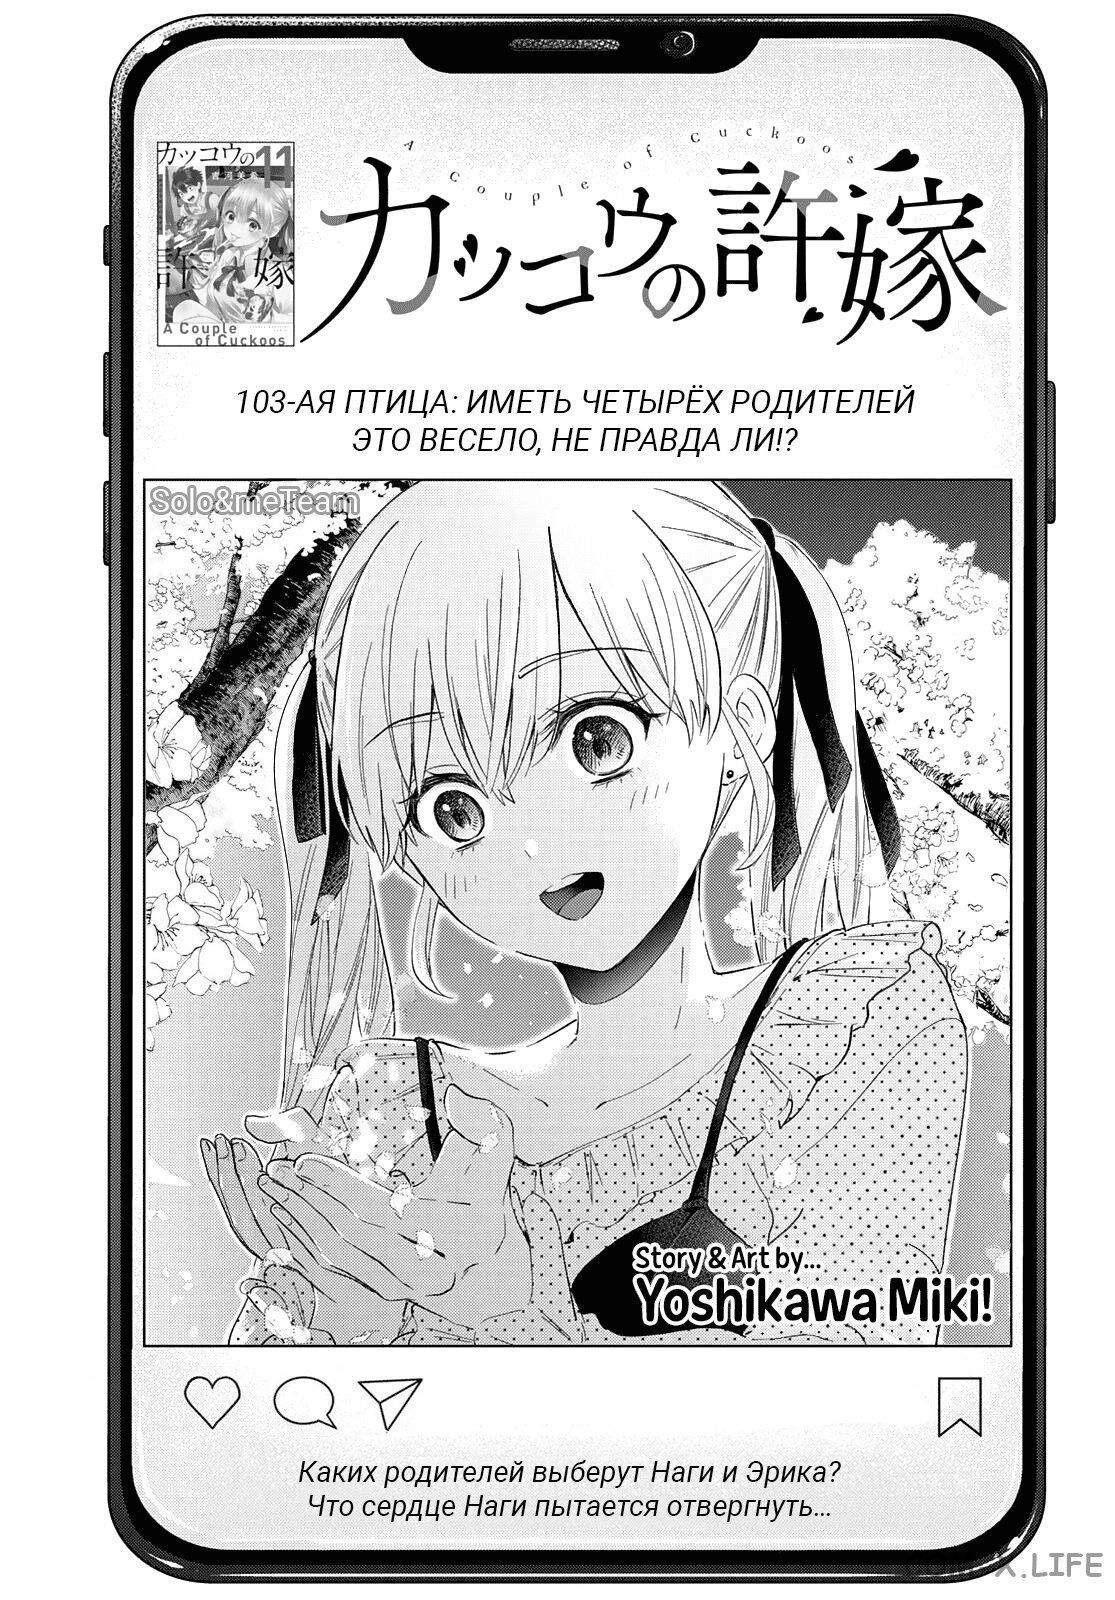 A Couple of Cuckoos
カッコウの許嫁
カッコウの 11
許嫁
A Couple
of Cuckoos
103-АЯ ПТИЦА: ИМЕТЬ ЧЕТЫРЁХ РОДИТЕЛЕЙ
ЭТО ВЕСЕЛО, НЕ ПРАВДА ЛИ!?
Solo&meTeam
Story & Art by...
Yoshikawa Miki!
Каких родителей выберут Наги и Эрика?
Что сердце Наги пытается отвергнуть...
COM-X.LIFE